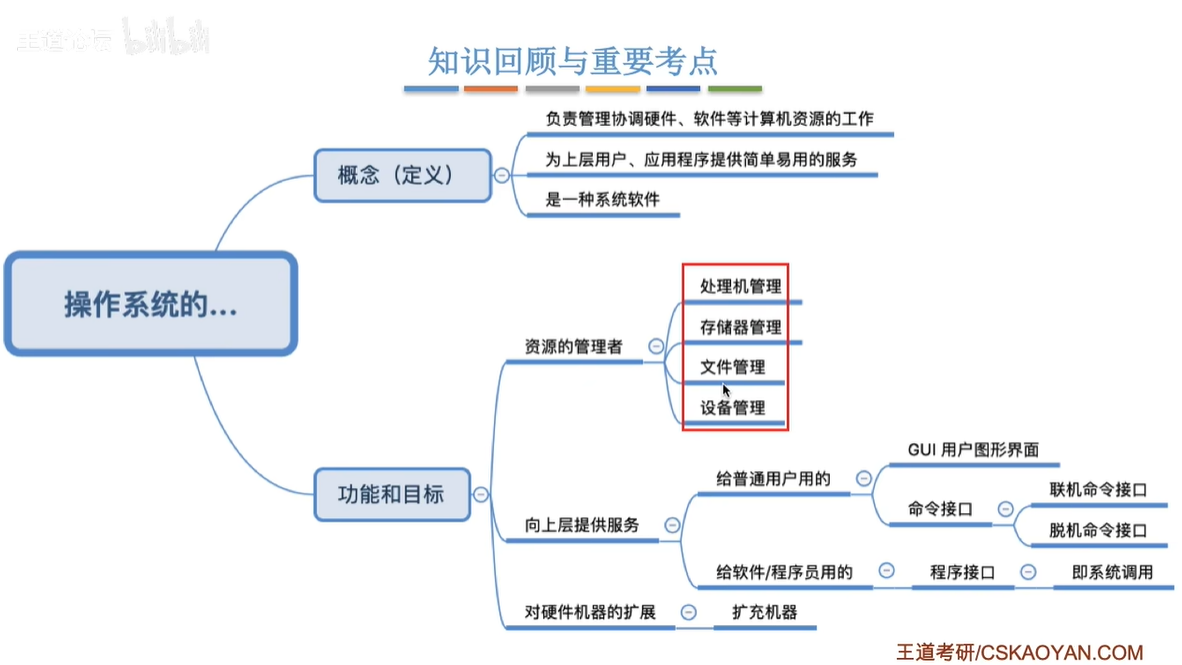 王道论坛 bilibili
知识回顾与重要考点
负责管理协调硬件、软件等计算机资源的工作
概念（定义）
为上层用户、应用程序提供简单易用的服务
是一种系统软件
操作系统的...
处理机管理
存储器管理
资源的管理者
文件管理
设备管理
功能和目标
GUI 用户图形界面
给普通用户用的
联机命令接口
命令接口
脱机命令接口
向上层提供服务
给软件/程序员用的
程序接口
即系统调用
对硬件机器的扩展
扩充机器
王道考研/CSKAOYAN.COM